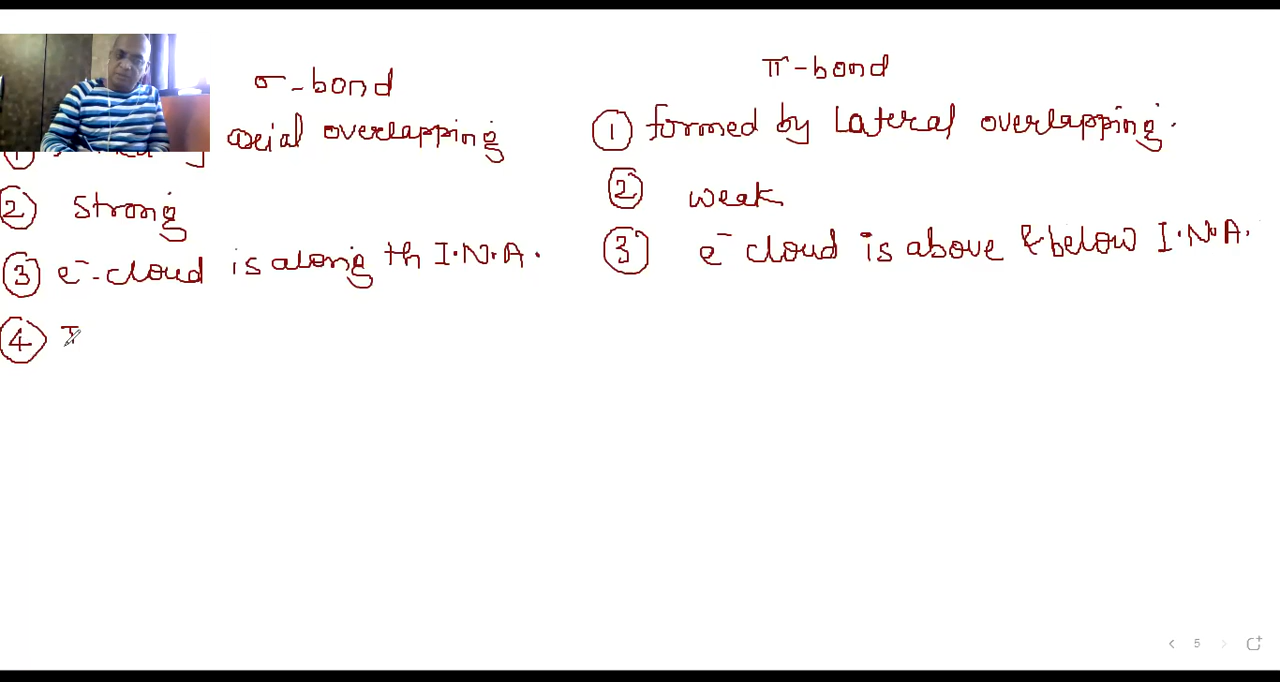 σ-bond
axial overlapping
② Strong
③ e⁻-cloud is along th I.N.A.
④ I
π-bond
① formed by Lateral overlapping.
② weak
③ e⁻ cloud is above & below I.N.A.
5